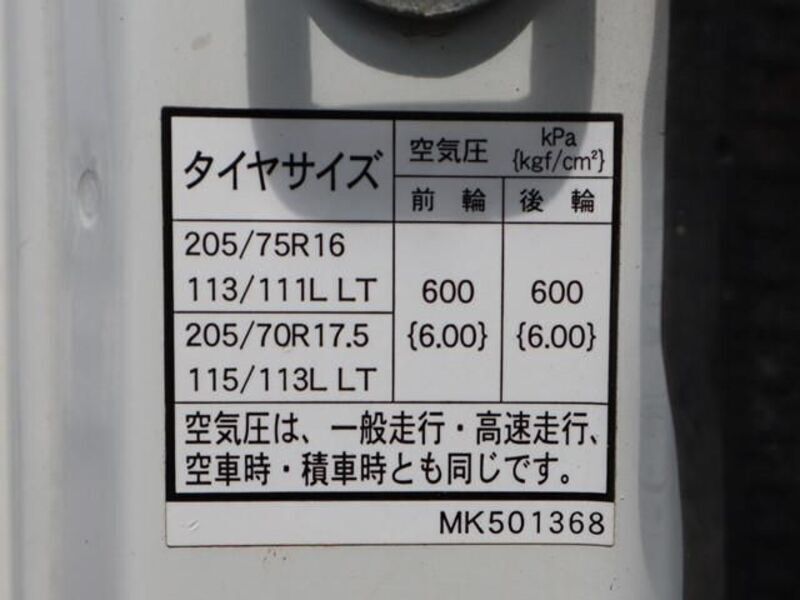 タイヤサイズ
空気圧 kPa
{kgf/cm²}
前輪 後輪
205/75R16
113/111L LT
600 600
205/70R17.5
{6.00} {6.00}
115/113L LT
空気圧は、一般走行・高速走行、
空車時・積車時とも同じです。
MK501368